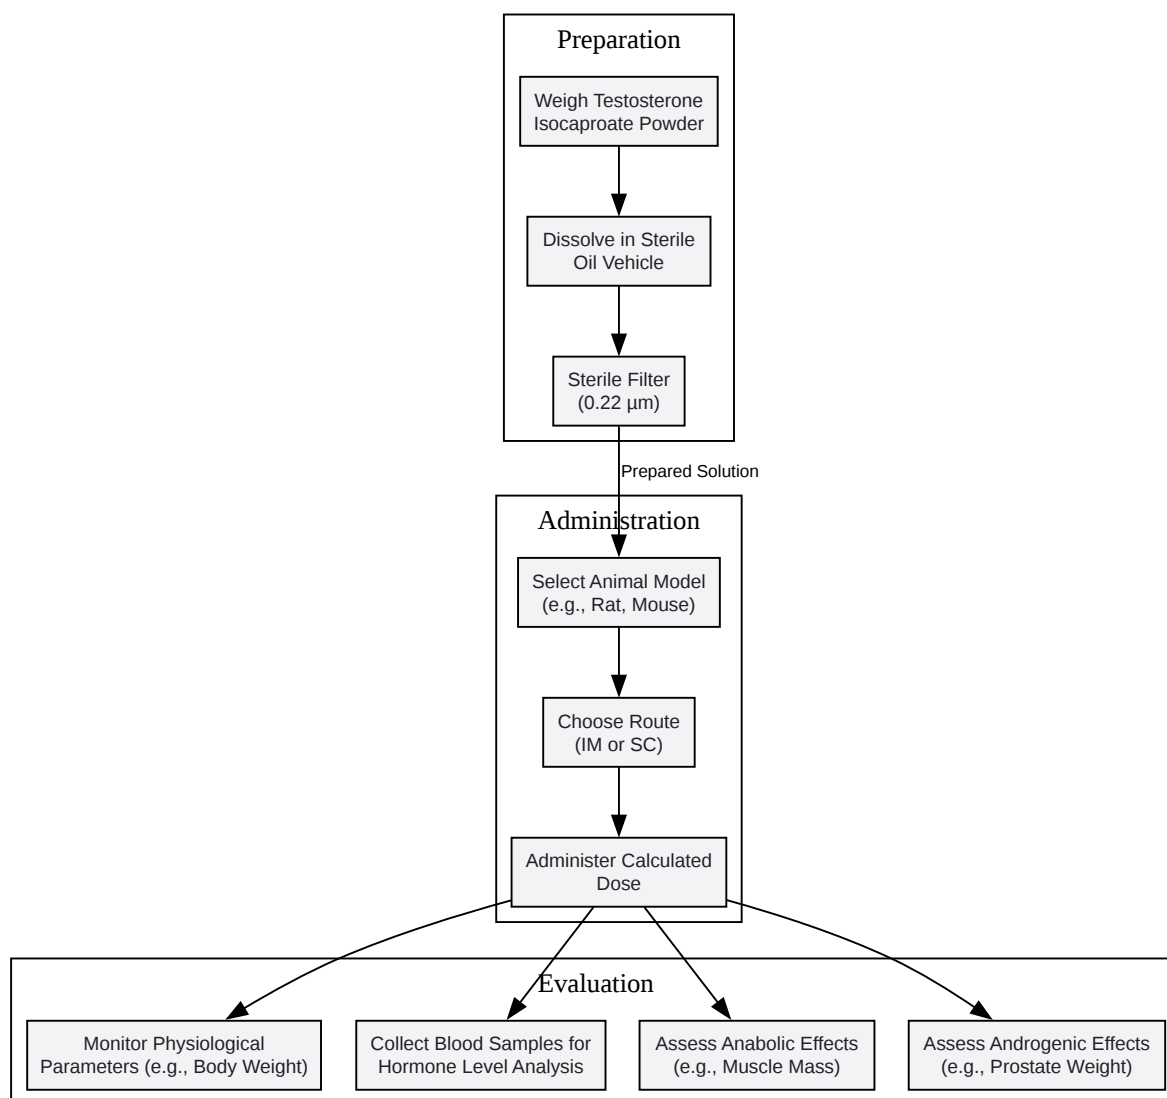 Preparation
Weigh Testosterone
Isocaproate Powder
Dissolve in Sterile
Oil Vehicle
Sterile Filter
(0.22 µm)
Prepared Solution
Administration
Select Animal Model
(e.g., Rat, Mouse)
Choose Route
(IM or SC)
Administer Calculated
Dose
Evaluation
Monitor Physiological
Parameters (e.g., Body Weight)
Collect Blood Samples for
Hormone Level Analysis
Assess Anabolic Effects
(e.g., Muscle Mass)
Assess Androgenic Effects
(e.g., Prostate Weight)